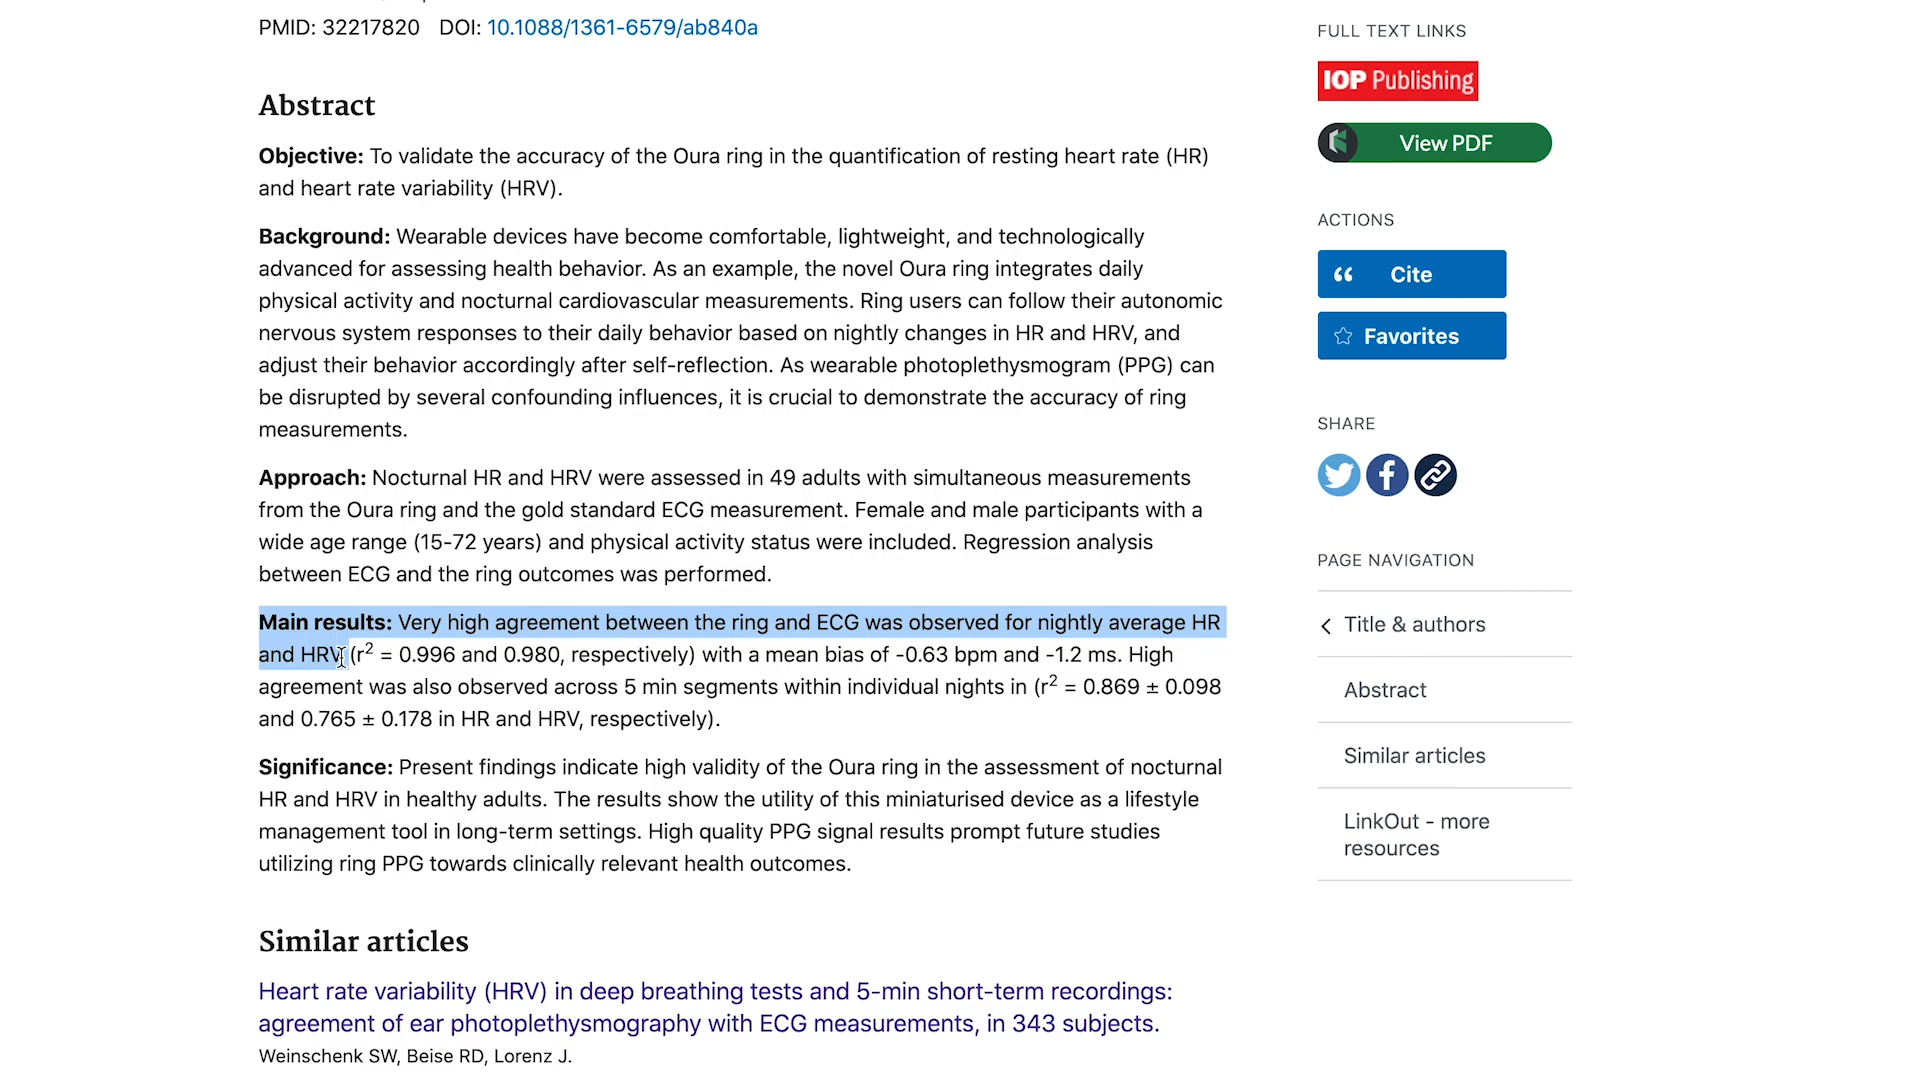 PMID: 32217820 DOI: 10.1088/1361-6579/ab840a
Abstract
Objective: To validate the accuracy of the Oura ring in the quantification of resting heart rate (HR)
and heart rate variability (HRV).
Background: Wearable devices have become comfortable, lightweight, and technologically
advanced for assessing health behavior. As an example, the novel Oura ring integrates daily
physical activity and nocturnal cardiovascular measurements. Ring users can follow their autonomic
nervous system responses to their daily behavior based on nightly changes in HR and HRV, and
adjust their behavior accordingly after self-reflection. As wearable photoplethysmogram (PPG) can
be disrupted by several confounding influences, it is crucial to demonstrate the accuracy of ring
measurements.
Approach: Nocturnal HR and HRV were assessed in 49 adults with simultaneous measurements
from the Oura ring and the gold standard ECG measurement. Female and male participants with a
wide age range (15-72 years) and physical activity status were included. Regression analysis
between ECG and the ring outcomes was performed.
Main results: Very high agreement between the ring and ECG was observed for nightly average HR
and HRV (r² = 0.996 and 0.980, respectively) with a mean bias of -0.63 bpm and -1.2 ms. High
agreement was also observed across 5 min segments within individual nights in (r² = 0.869 ± 0.098
and 0.765 ± 0.178 in HR and HRV, respectively).
Significance: Present findings indicate high validity of the Oura ring in the assessment of nocturnal
HR and HRV in healthy adults. The results show the utility of this miniaturised device as a lifestyle
management tool in long-term settings. High quality PPG signal results prompt future studies
utilizing ring PPG towards clinically relevant health outcomes.
Similar articles
Heart rate variability (HRV) in deep breathing tests and 5-min short-term recordings:
agreement of ear photoplethysmography with ECG measurements, in 343 subjects.
Weinschenk SW, Beise RD, Lorenz J.
FULL TEXT LINKS
IOP Publishing
View PDF
ACTIONS
Cite
Favorites
SHARE
PAGE NAVIGATION
Title & authors
Abstract
Similar articles
LinkOut - more
resources